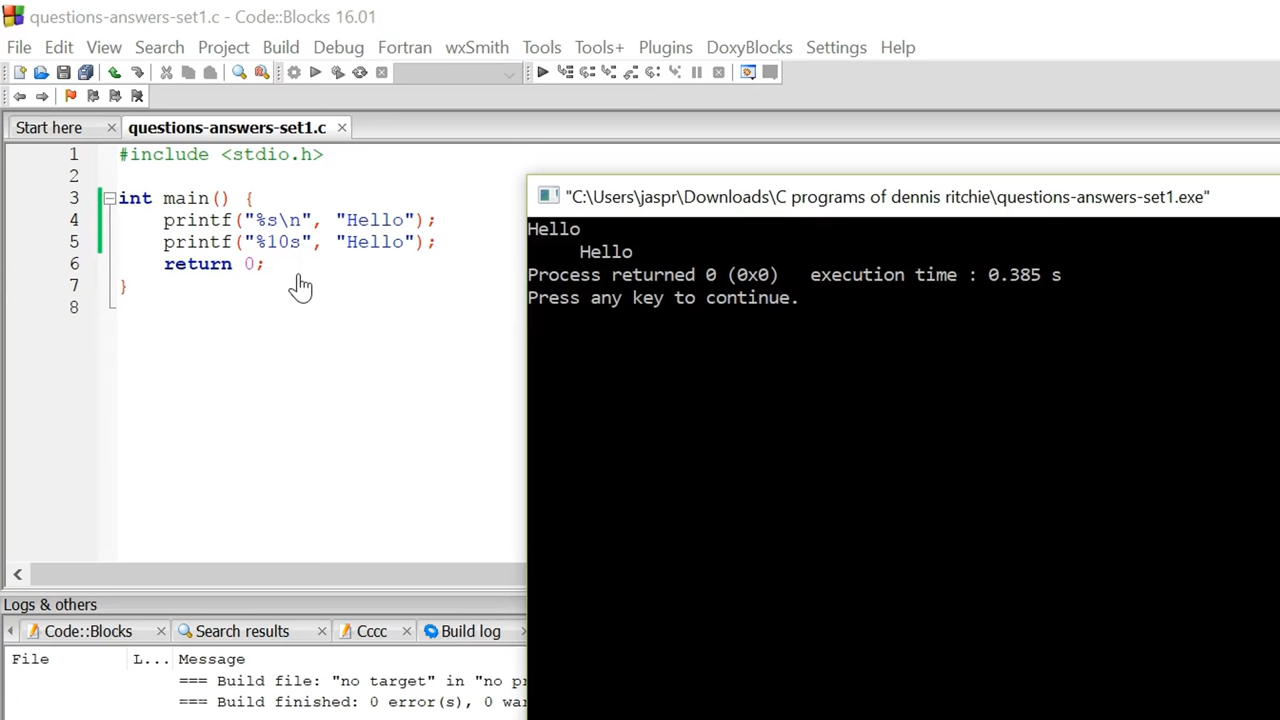 questions-answers-set1.c - Code::Blocks 16.01
File Edit View Search Project Build Debug Fortran wxSmith Tools Tools+ Plugins DoxyBlocks Settings Help
Start here × questions-answers-set1.c ×
1 #include <stdio.h>
2
3 int main() {
4 printf("%s\n", "Hello");
5 printf("%10s", "Hello");
6 return 0;
7 }
8
"C:\Users\jaspr\Downloads\C programs of dennis ritchie\questions-answers-set1.exe"
Hello
     Hello
Process returned 0 (0x0)   execution time : 0.385 s
Press any key to continue.
Logs & others
Code::Blocks × Search results × Cccc × Build log ×
File L... Message
=== Build file: "no target" in "no pr
=== Build finished: 0 error(s), 0 war